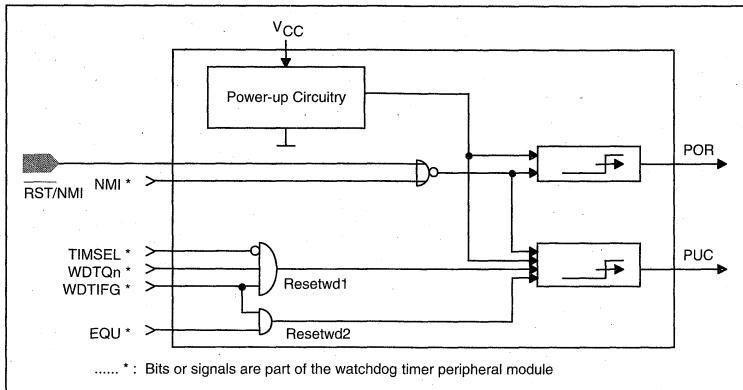 VCC
Power-up Circuitry
POR
RST/NMI
NMI *
TIMSEL *
WDTQn *
WDTIFG *
Resetwd1
PUC
EQU *
Resetwd2
...... * : Bits or signals are part of the watchdog timer peripheral module